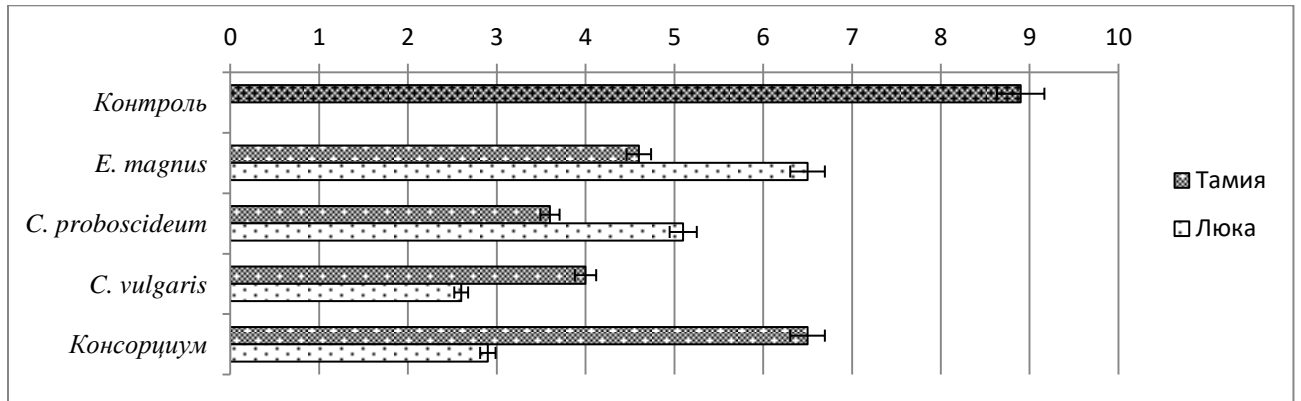 0 1 2 3 4 5 6 7 8 9 10
Контроль
E. magnus
C. proboscideum
C. vulgaris
Консорциум
Тамия
Люка